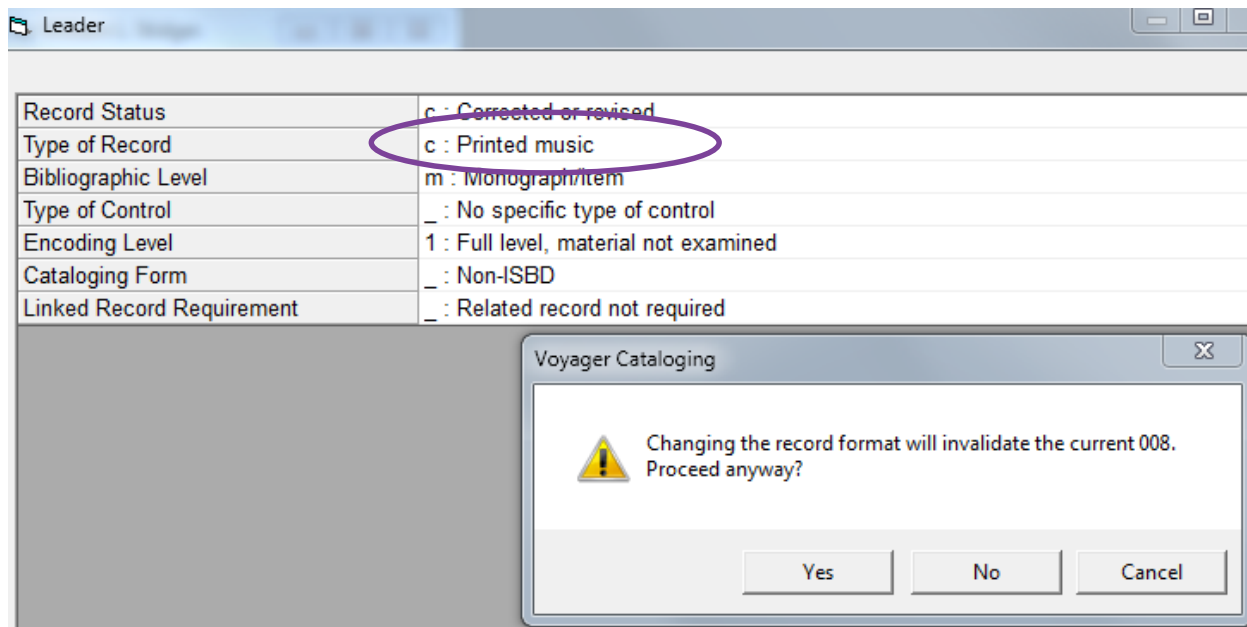 Leader
Record Status c : Corrected or revised
Type of Record c : Printed music
Bibliographic Level m : Monograph/Item
Type of Control _ : No specific type of control
Encoding Level 1 : Full level, material not examined
Cataloging Form _ : Non-ISBD
Linked Record Requirement _ : Related record not required
Voyager Cataloging
Changing the record format will invalidate the current 008.
Proceed anyway?
Yes No Cancel